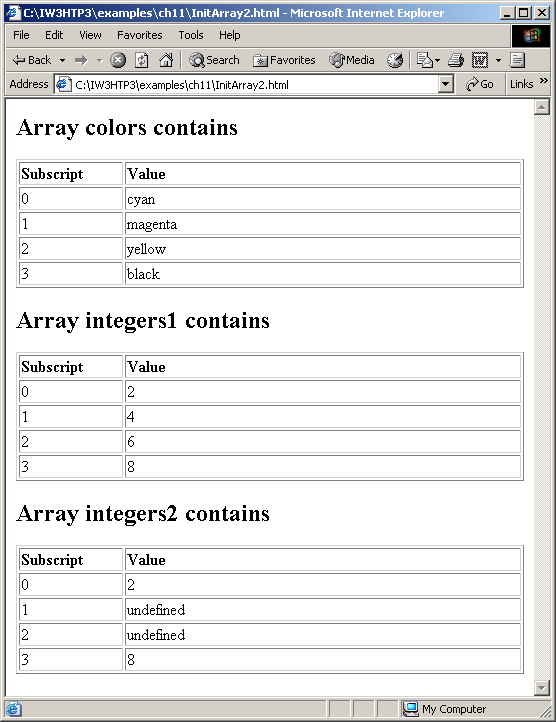 C:\IW3HTP3\examples\ch11\InitArray2.html - Microsoft Internet Explorer
File Edit View Favorites Tools Help
Back Search Favorites Media
Address C:\IW3HTP3\examples\ch11\InitArray2.html Go Links »
Array colors contains
Subscript Value
0 cyan
1 magenta
2 yellow
3 black
Array integers1 contains
Subscript Value
0 2
1 4
2 6
3 8
Array integers2 contains
Subscript Value
0 2
1 undefined
2 undefined
3 8
My Computer